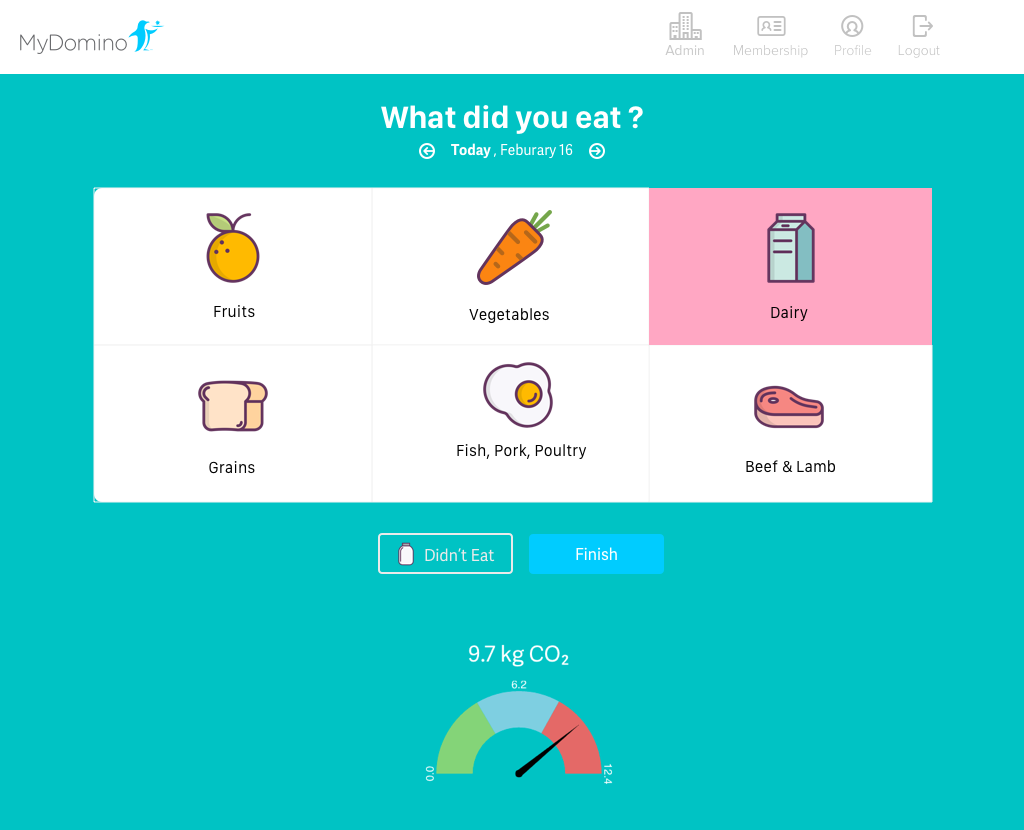 MyDomino
Admin
Membership
Profile
Logout
What did you eat ?
Today , Feburary 16
Fruits
Vegetables
Dairy
Grains
Fish, Pork, Poultry
Beef & Lamb
Didn't Eat
Finish
9.7 kg CO₂
6.2
0.0
12.4